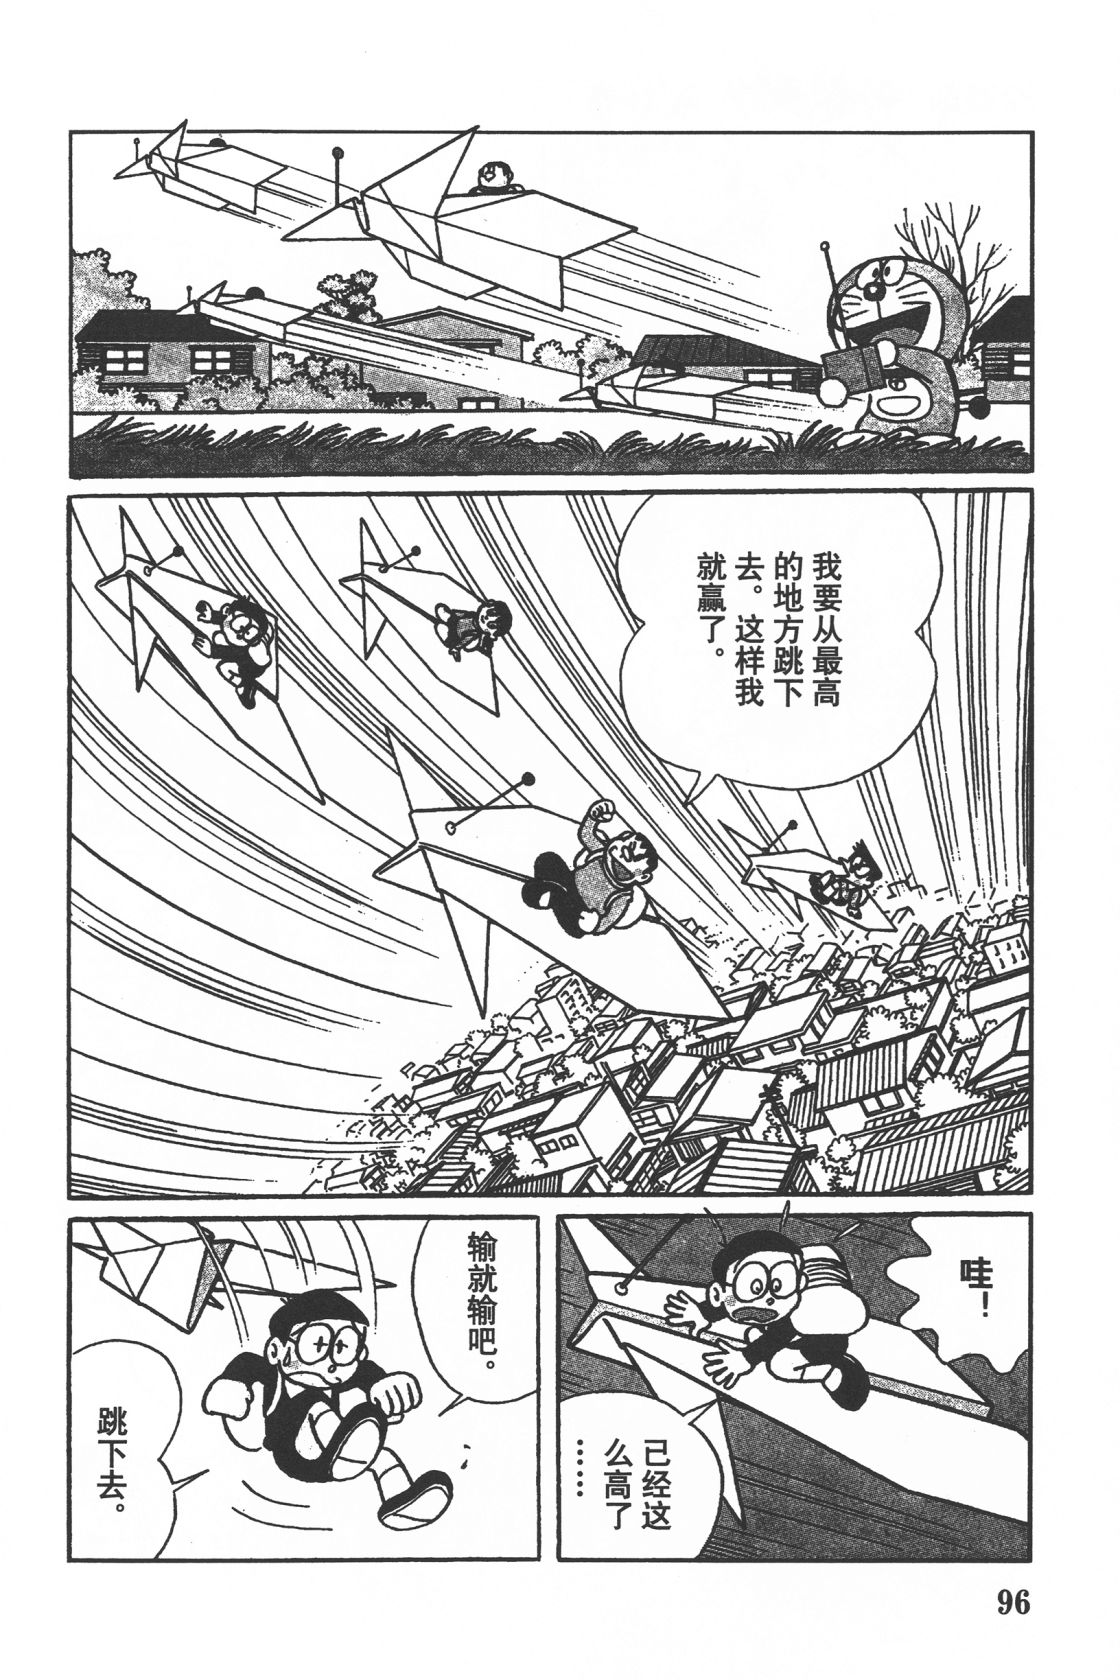 我要从最高
的地方跳下
去。这样我
就赢了。
哇！
已经这
么高了
……
输就输吧。
跳下去。
96